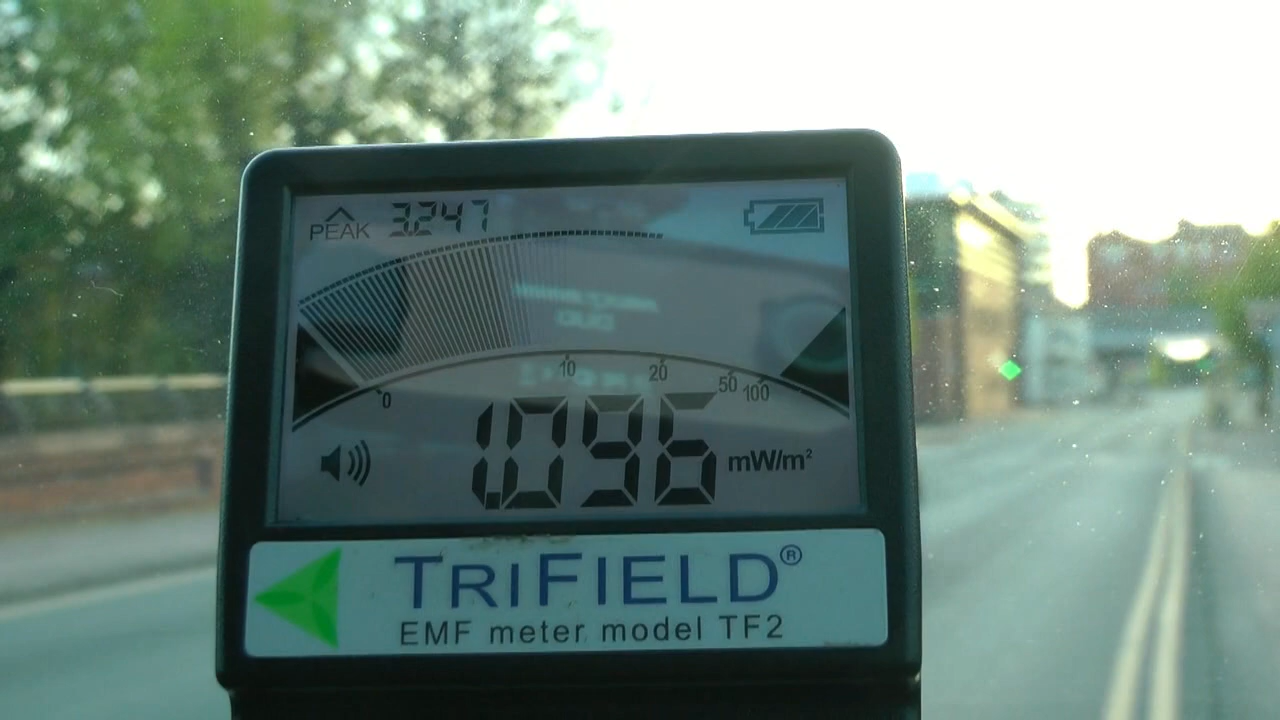 PEAK 3.247
0 10 20 50 100
1.096 mW/m²
TRIFIELD®
EMF meter model TF2